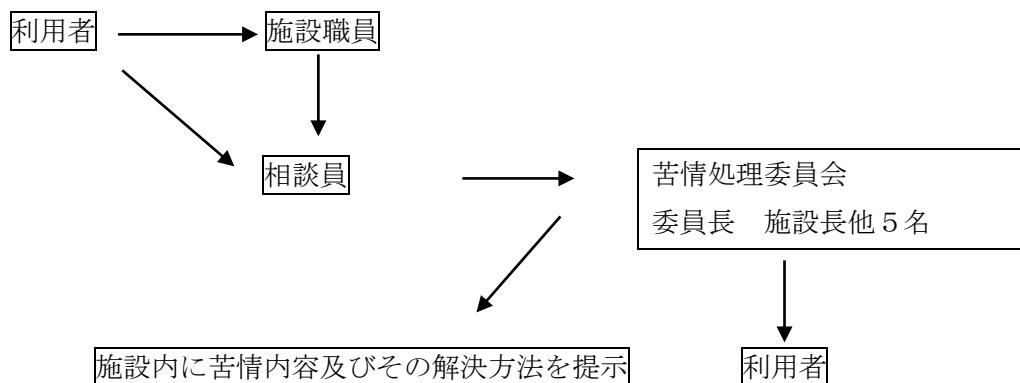 利用者
施設職員
相談員
苦情処理委員会
委員長　施設長他５名
施設内に苦情内容及びその解決方法を提示
利用者